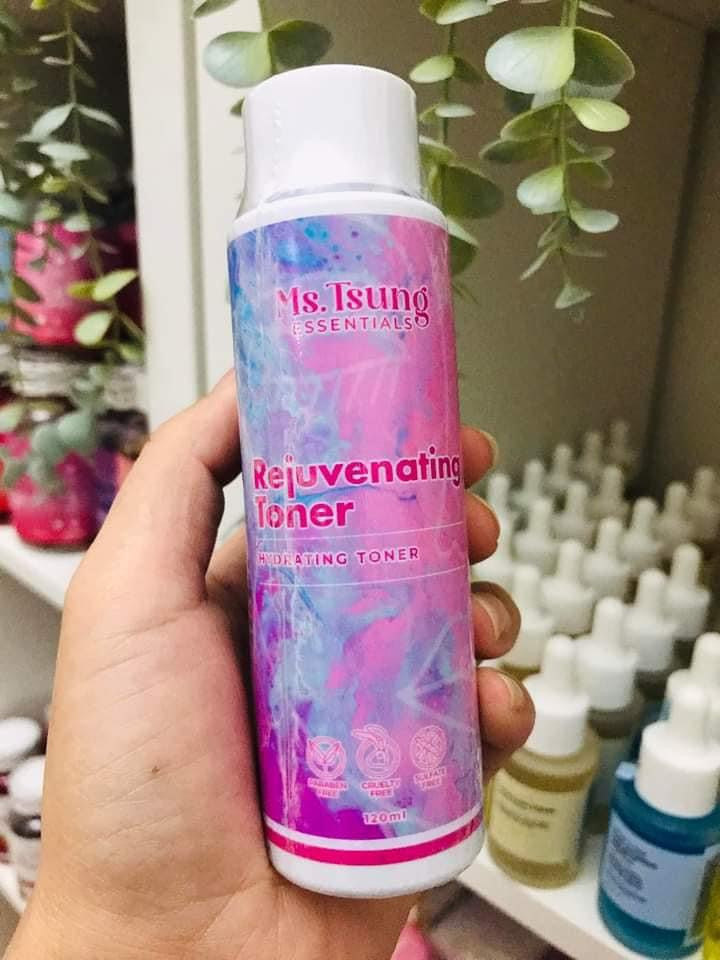 Ms. Tsung
ESSENTIALS
Rejuvenating
Toner
HYDRATING TONER
PARABEN
FREE
CRUELTY
FREE
SULFATE
FREE
120ml